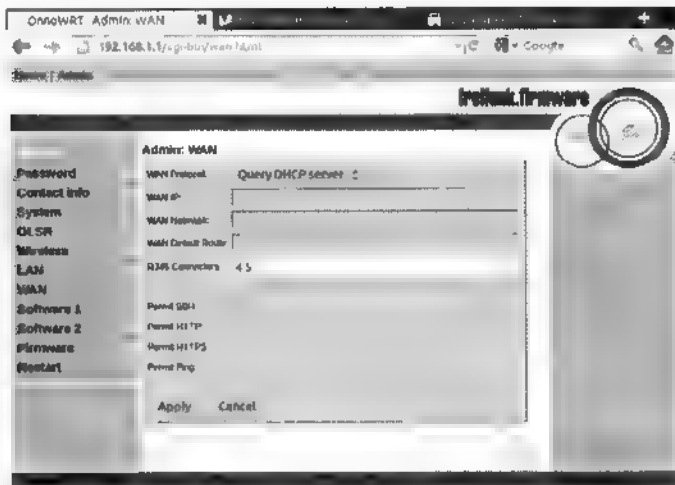 OnnoWRT Admin: WAN
192.168.1.1/cgi-bin/wan.html
Google
Home | Admin
freifunk.firmware
Admin: WAN
Password
Contact Info
System
OLSR
Wireless
LAN
WAN
Software 1
Software 2
Firmware
Restart
WAN Protocol: Query DHCP server
WAN IP:
WAN Netmask:
WAN Default Route:
RJ45 Connectors 4 5
Permit SSH
Permit HTTP
Permit HTTPS
Permit Ping
Apply Cancel